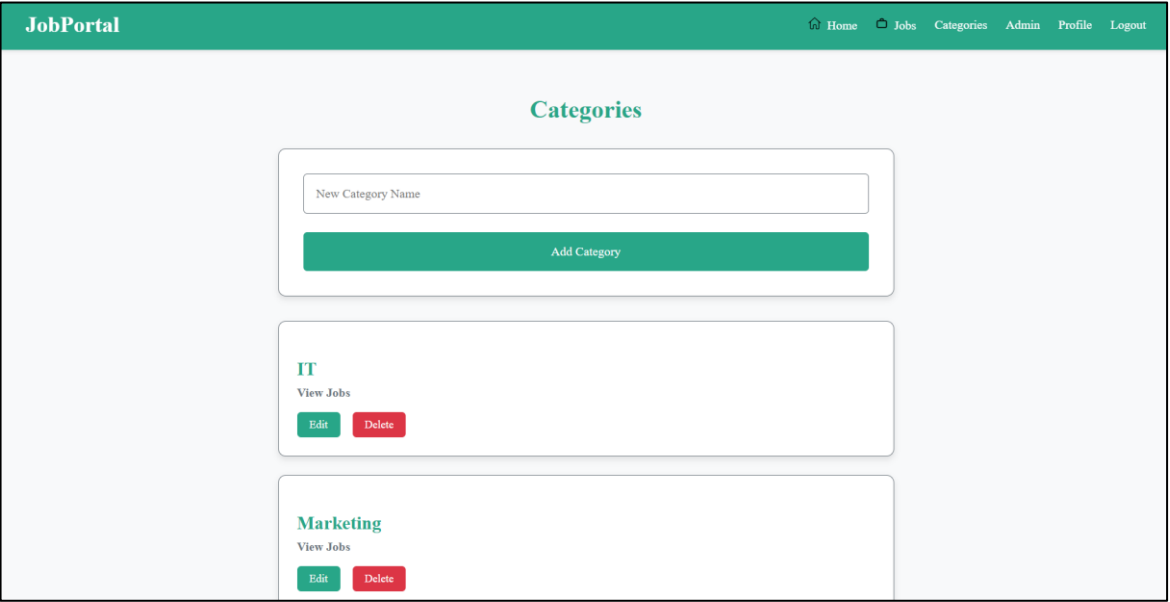 JobPortal
Home Jobs Categories Admin Profile Logout
Categories
New Category Name
Add Category
IT
View Jobs
Edit Delete
Marketing
View Jobs
Edit Delete